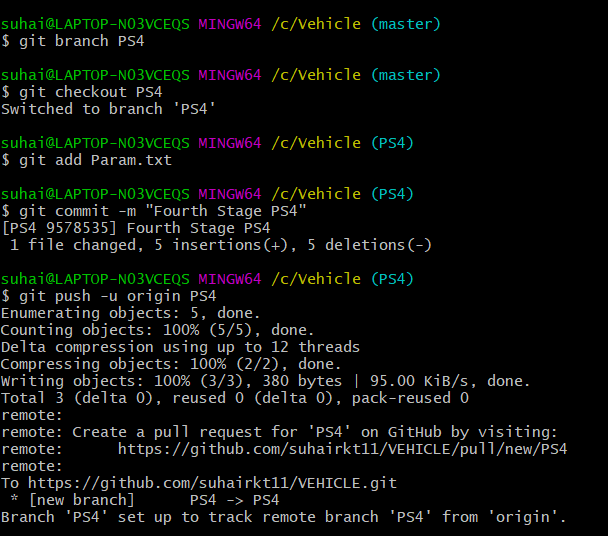 suhai@LAPTOP-NO3VCEQS MINGW64 /c/Vehicle (master)
$ git branch PS4
suhai@LAPTOP-NO3VCEQS MINGW64 /c/Vehicle (master)
$ git checkout PS4
Switched to branch 'PS4'
suhai@LAPTOP-NO3VCEQS MINGW64 /c/Vehicle (PS4)
$ git add Param.txt
suhai@LAPTOP-NO3VCEQS MINGW64 /c/Vehicle (PS4)
$ git commit -m "Fourth Stage PS4"
[PS4 9578535] Fourth Stage PS4
 1 file changed, 5 insertions(+), 5 deletions(-)
suhai@LAPTOP-NO3VCEQS MINGW64 /c/Vehicle (PS4)
$ git push -u origin PS4
Enumerating objects: 5, done.
Counting objects: 100% (5/5), done.
Delta compression using up to 12 threads
Compressing objects: 100% (2/2), done.
Writing objects: 100% (3/3), 380 bytes | 95.00 KiB/s, done.
Total 3 (delta 0), reused 0 (delta 0), pack-reused 0
remote:
remote: Create a pull request for 'PS4' on GitHub by visiting:
remote:      https://github.com/suhairkt11/VEHICLE/pull/new/PS4
remote:
To https://github.com/suhairkt11/VEHICLE.git
 * [new branch]      PS4 -> PS4
Branch 'PS4' set up to track remote branch 'PS4' from 'origin'.